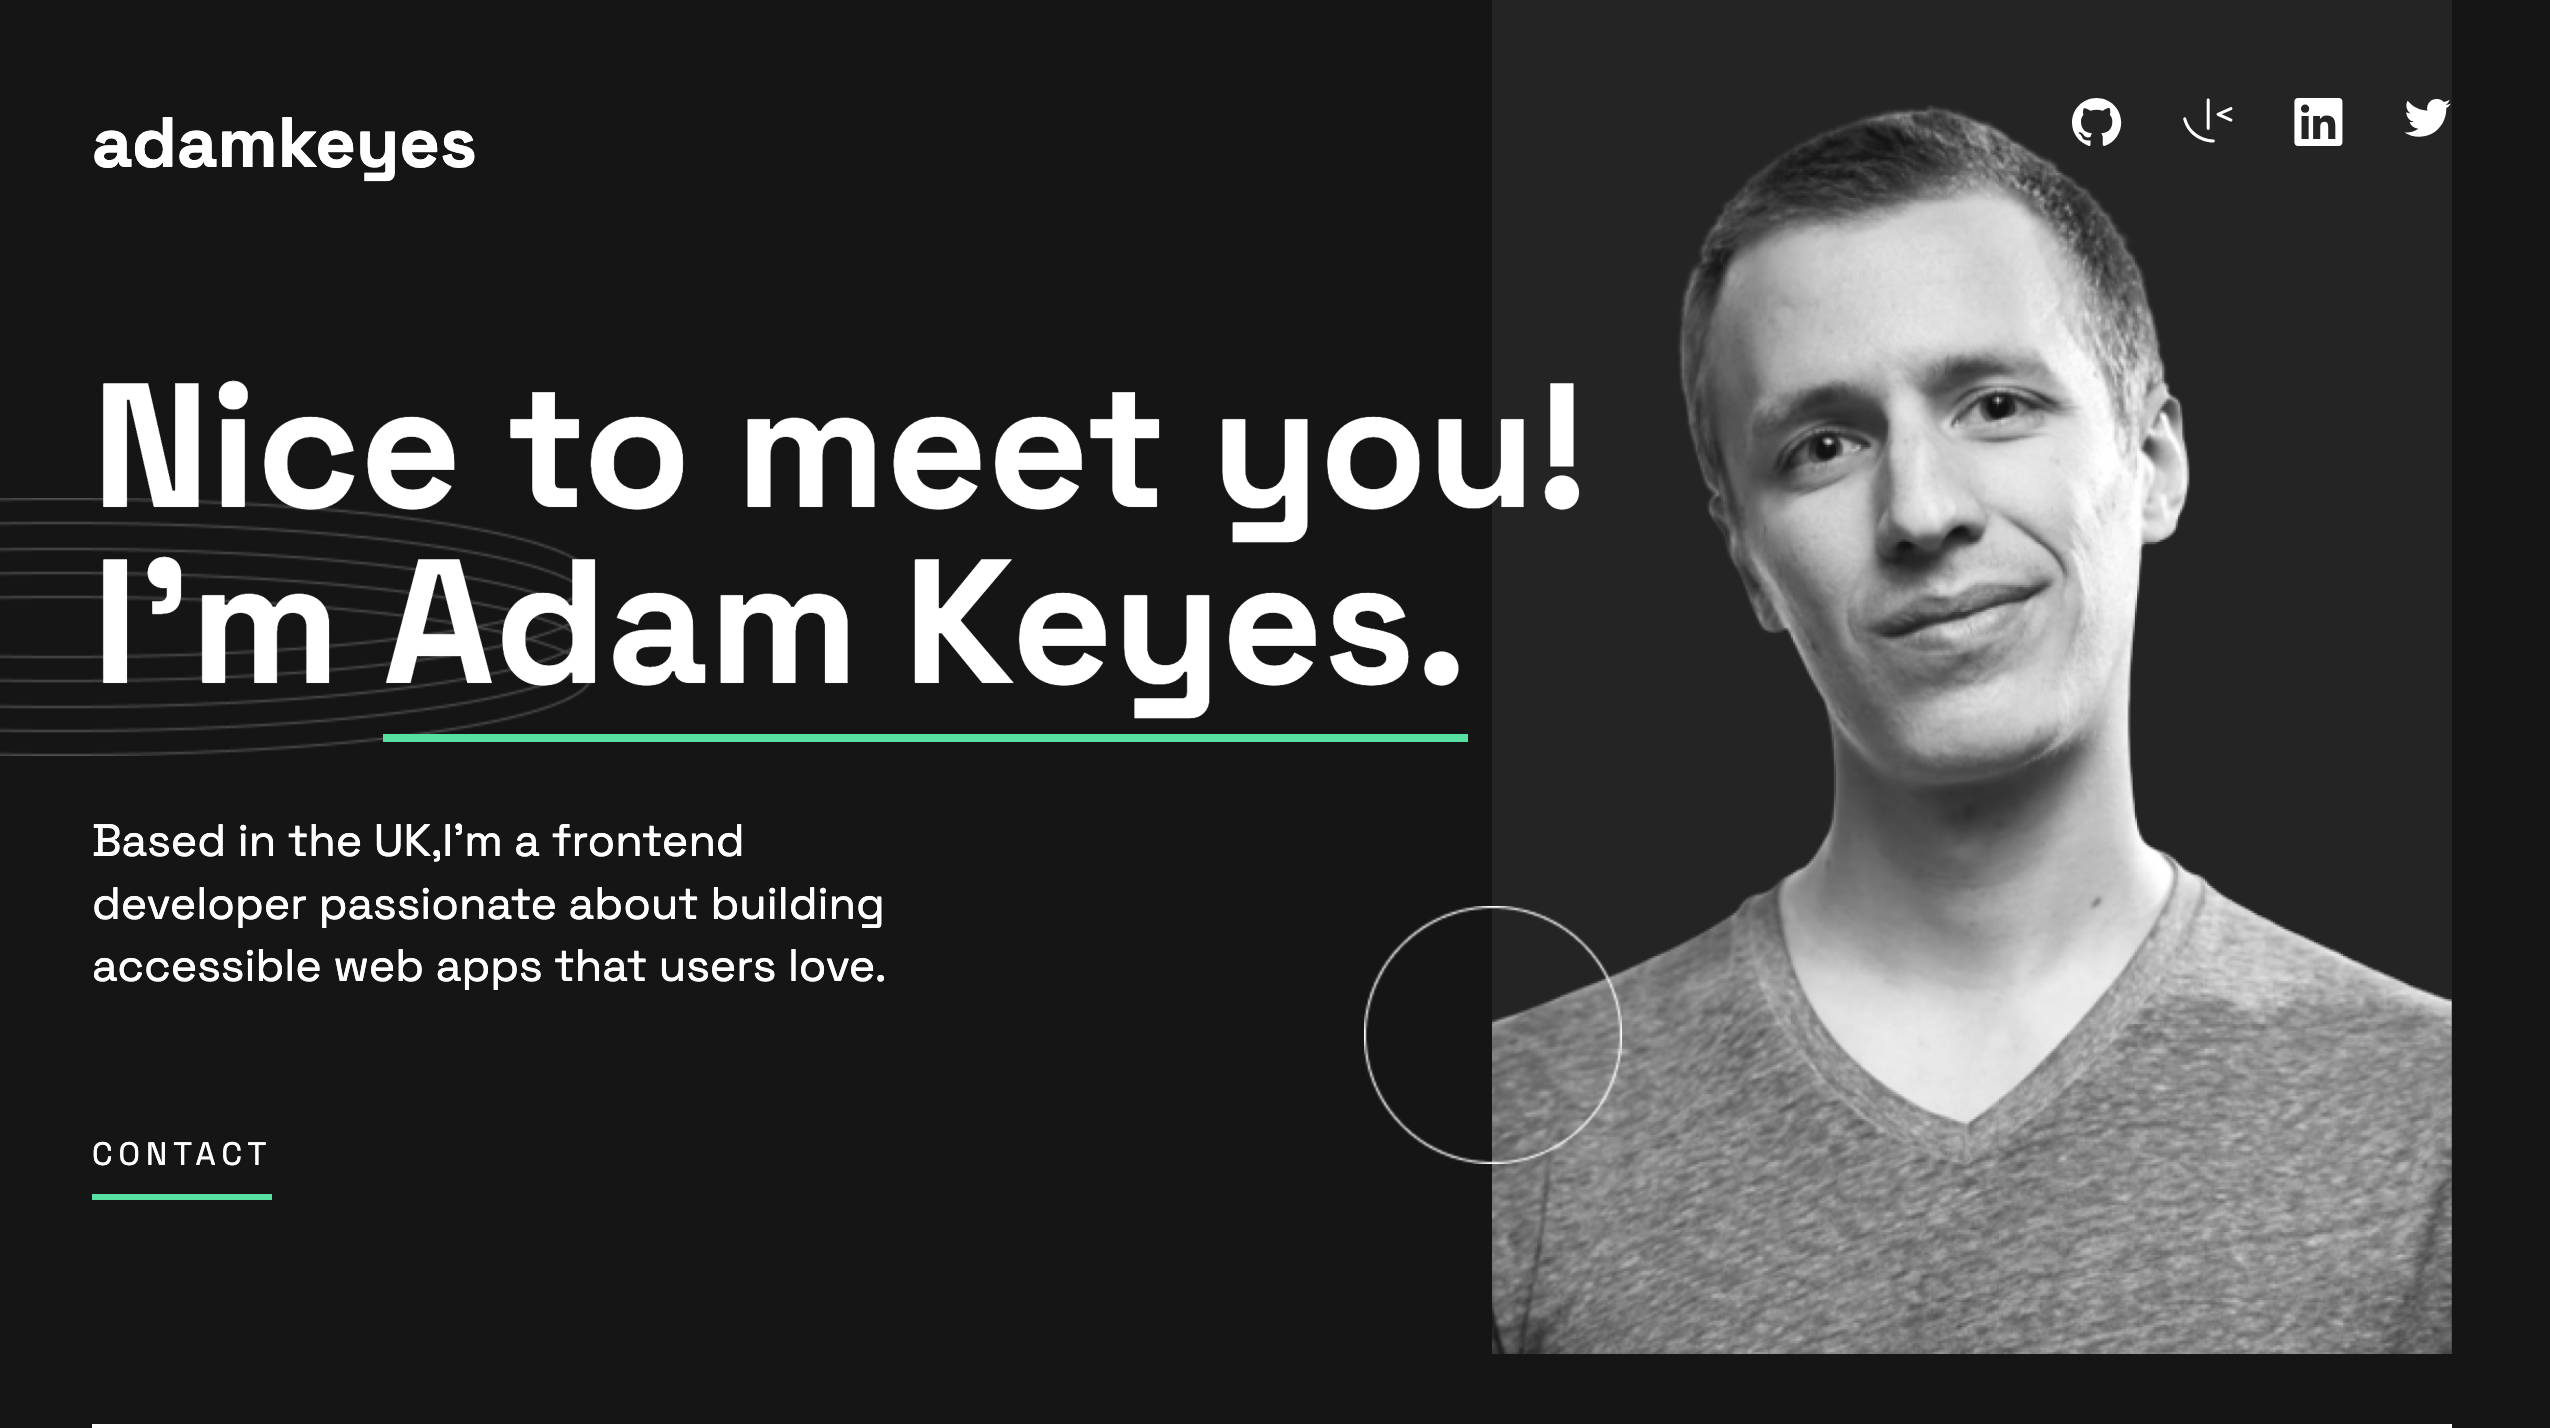 adamkeyes
Nice to meet you!
I’m Adam Keyes.
Based in the UK,I’m a frontend
developer passionate about building
accessible web apps that users love.
CONTACT
in